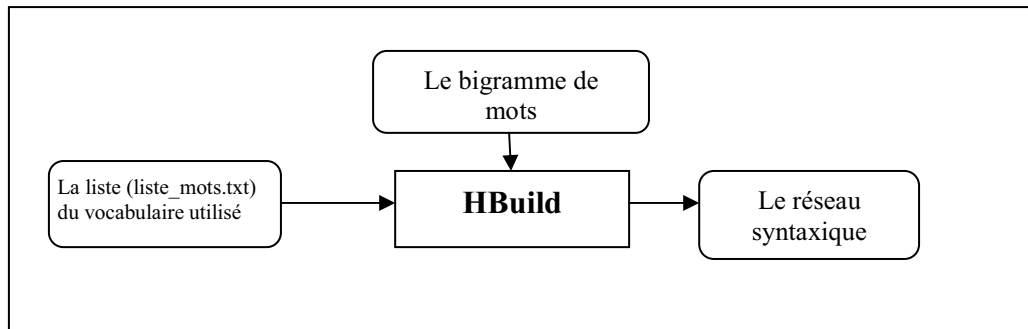 Le bigramme de
mots
La liste (liste_mots.txt)
du vocabulaire utilisé
HBuild
Le réseau
syntaxique